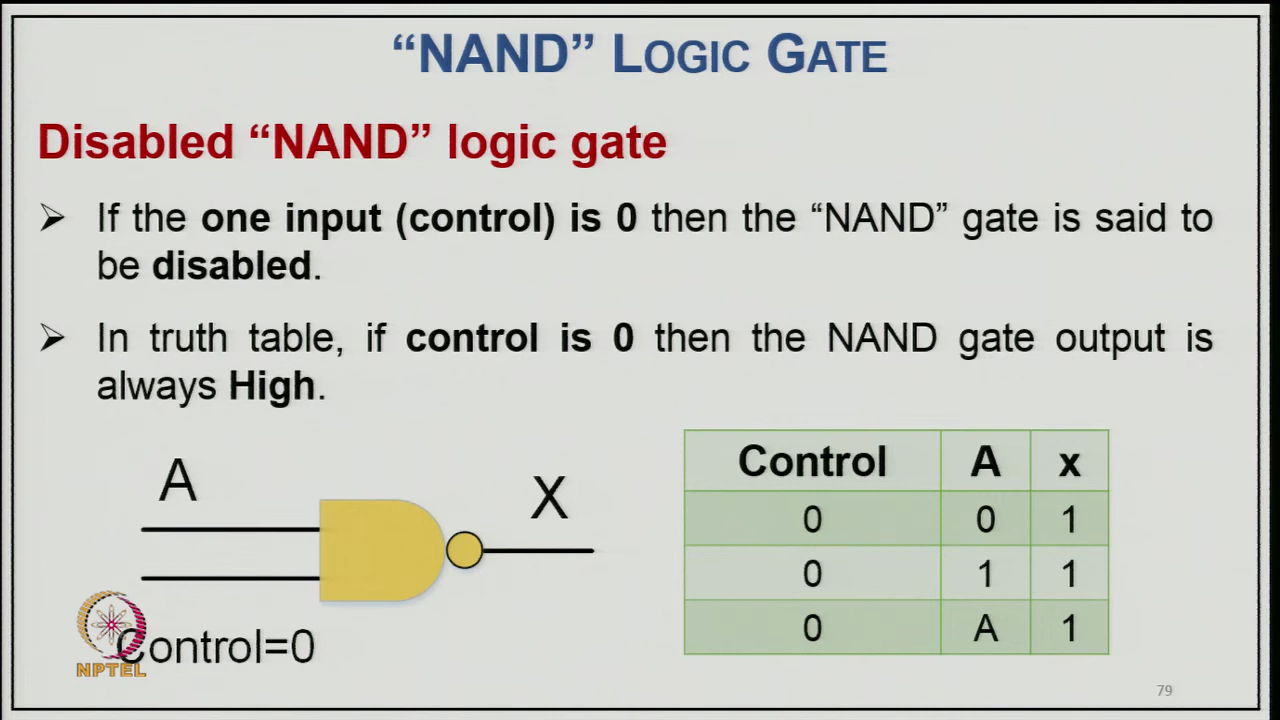 “NAND” LOGIC GATE
Disabled “NAND” logic gate
➢ If the one input (control) is 0 then the “NAND” gate is said to
be disabled.
➢ In truth table, if control is 0 then the NAND gate output is
always High.
A
X
Control=0
NPTEL
Control A x
0 0 1
0 1 1
0 A 1
79